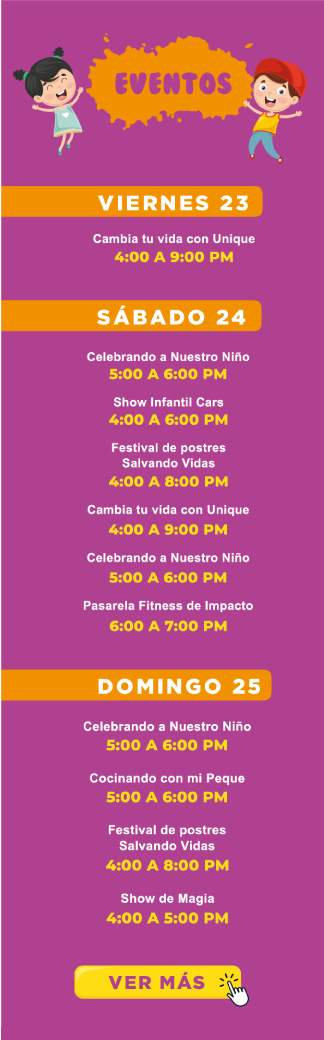 EVENTOS
VIERNES 23
Cambia tu vida con Unique
4:00 A 9:00 PM
SÁBADO 24
Celebrando a Nuestro Niño
5:00 A 6:00 PM
Show Infantil Cars
4:00 A 6:00 PM
Festival de postres
Salvando Vidas
4:00 A 8:00 PM
Cambia tu vida con Unique
4:00 A 9:00 PM
Celebrando a Nuestro Niño
5:00 A 6:00 PM
Pasarela Fitness de Impacto
6:00 A 7:00 PM
DOMINGO 25
Celebrando a Nuestro Niño
5:00 A 6:00 PM
Cocinando con mi Peque
5:00 A 6:00 PM
Festival de postres
Salvando Vidas
4:00 A 8:00 PM
Show de Magia
4:00 A 5:00 PM
VER MÁS